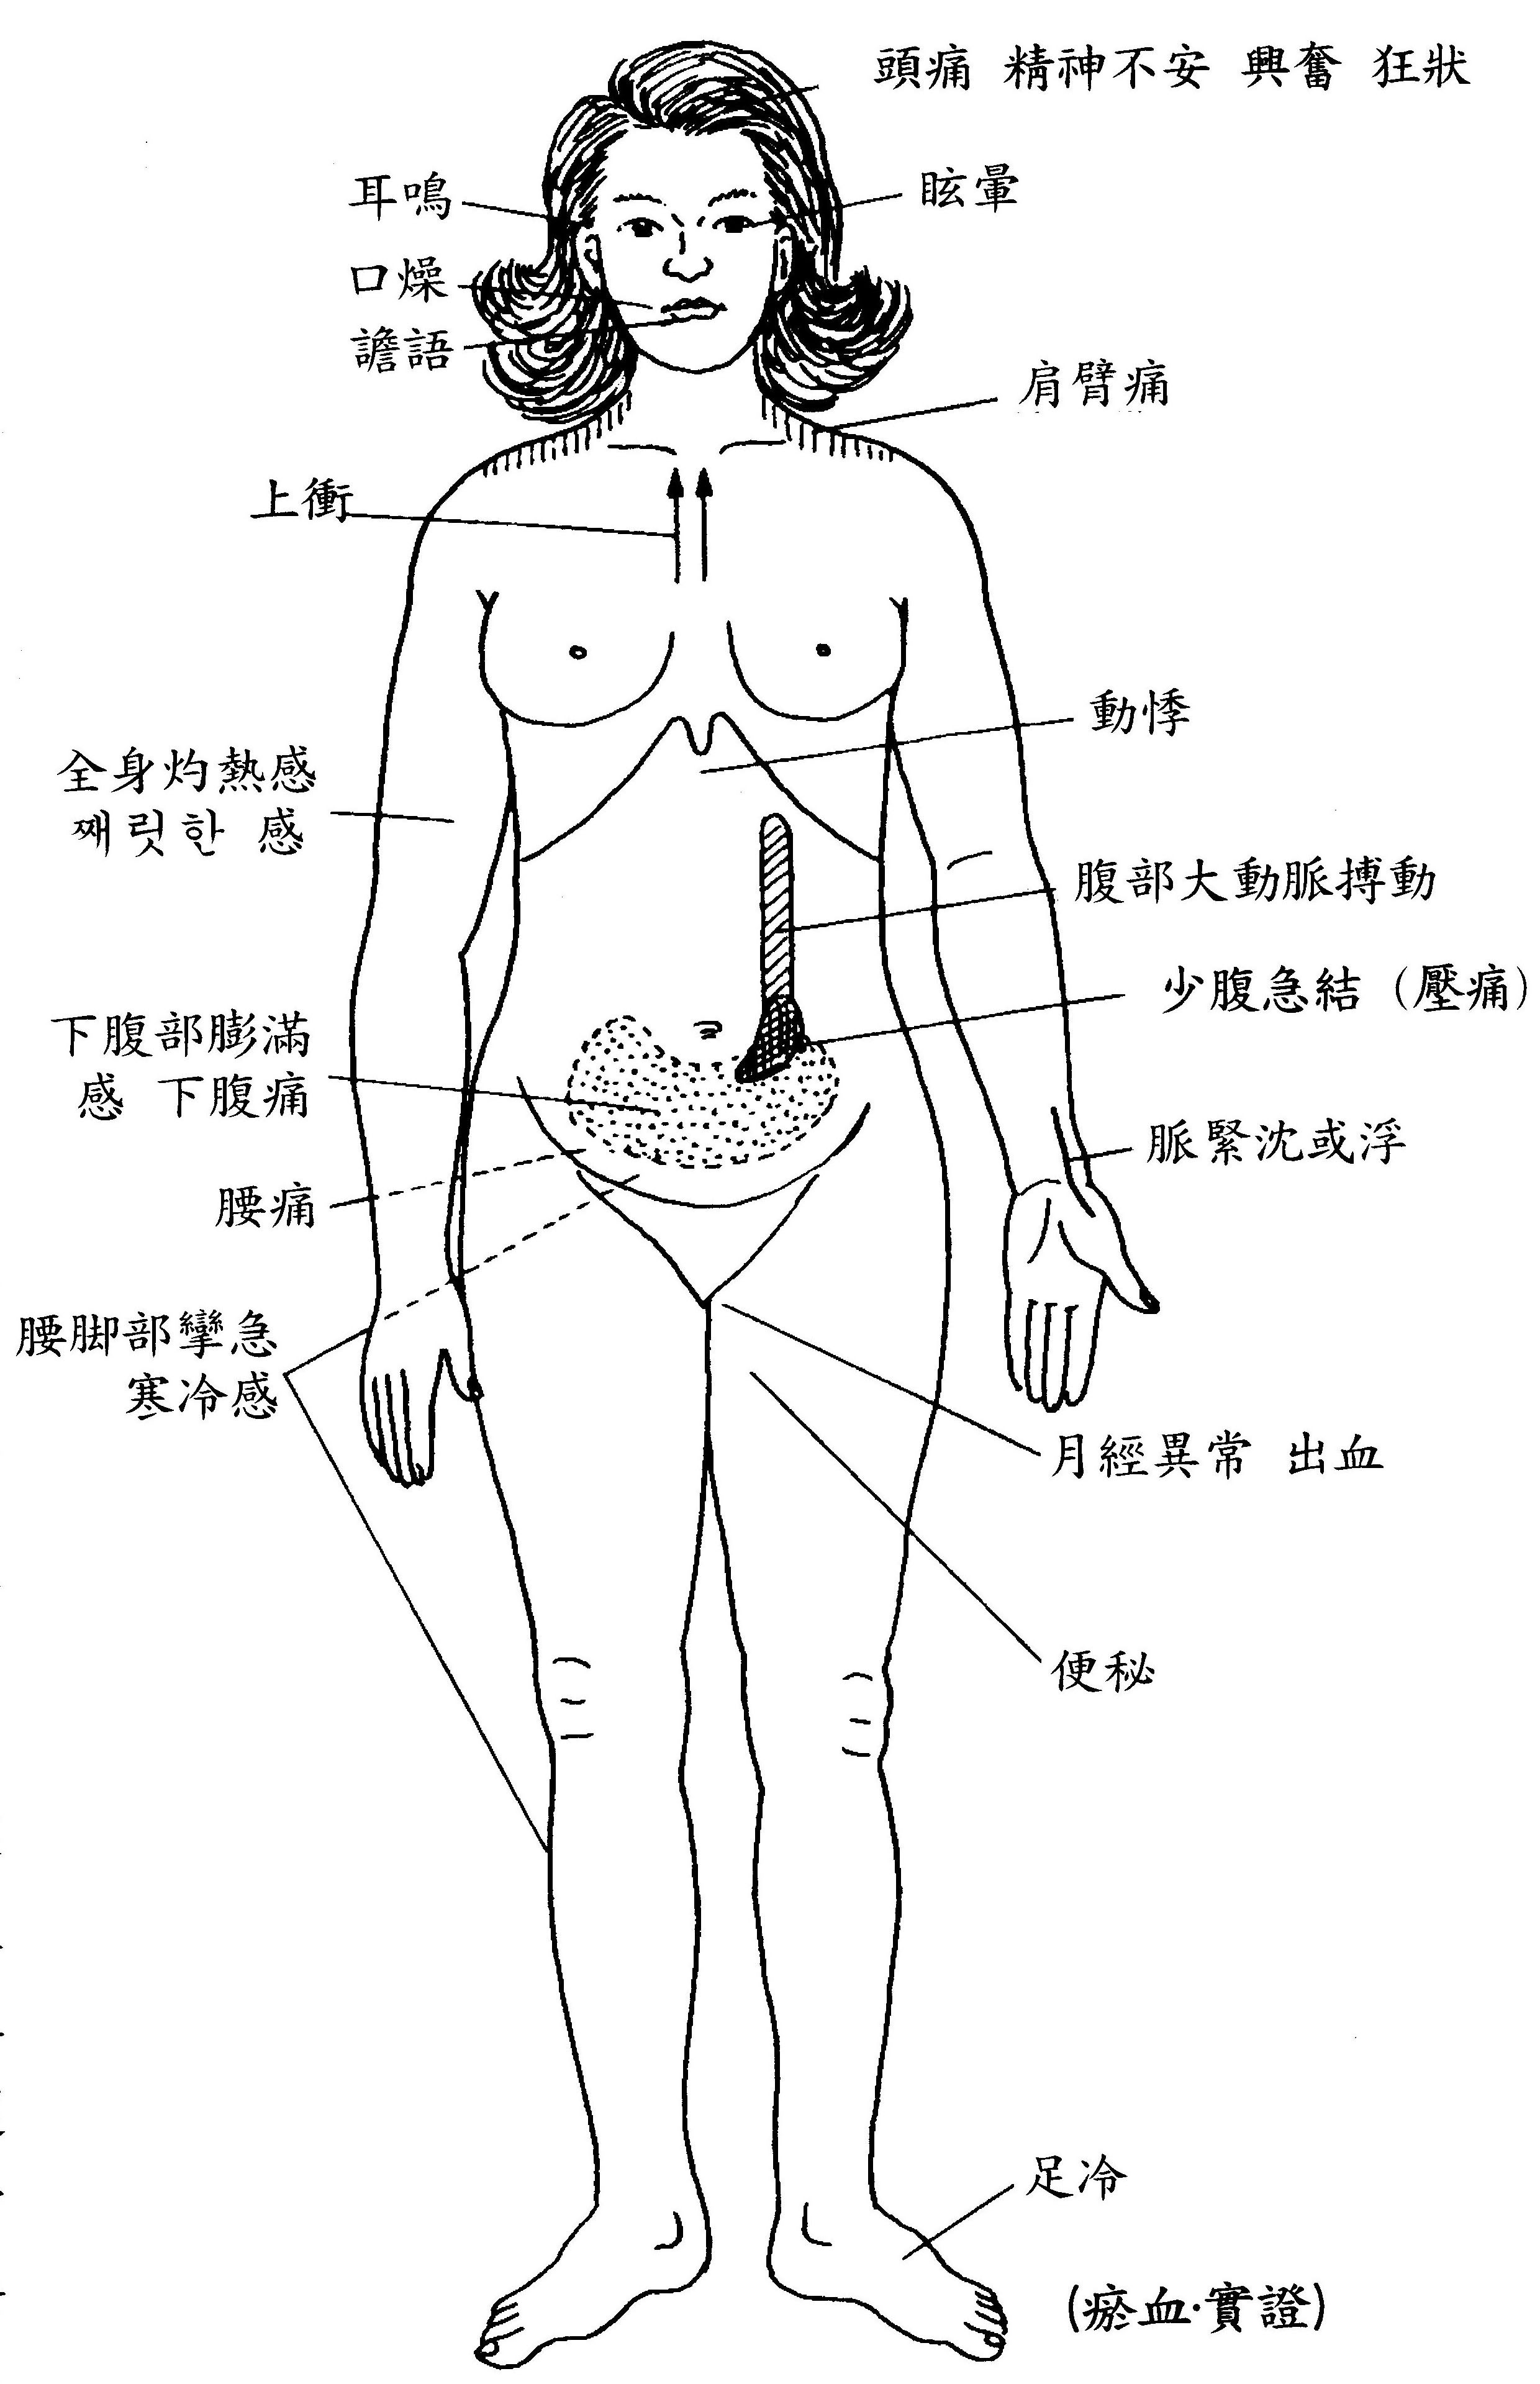 頭痛 精神不安 興奮 狂狀
耳鳴
眩暈
口燥
譫語
肩臂痛
上衝
動悸
全身灼熱感
째릿한 感
腹部大動脈搏動
少腹急結 (壓痛)
下腹部膨滿
感 下腹痛
脈緊沈或浮
腰痛
腰脚部攣急
寒冷感
月經異常 出血
便秘
足冷
(瘀血·實證)